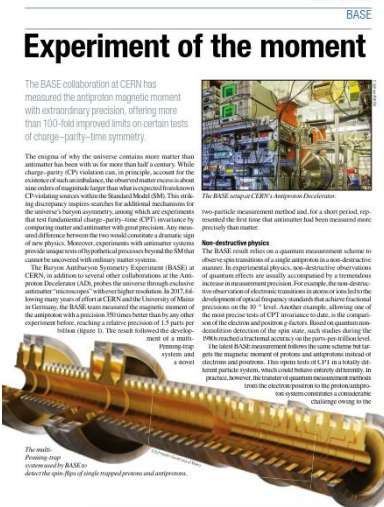 BASE
Experiment of the moment
The BASE collaboration at CERN has
measured the antiproton magnetic moment
with extraordinary precision, offering more
than 100-fold improved limits on certain tests
of charge–parity–time symmetry.
The enigma of why the universe contains more matter than
antimatter has been with us for more than half a century. While
charge–parity (CP) violation can, in principle, account for the
existence of such an imbalance, the observed matter excess is about
nine orders of magnitude larger than what is expected from known
CP-violating sources within the Standard Model (SM). This strik-
ing discrepancy inspires searches for additional mechanisms for
the universe's baryon asymmetry, among which are experiments
that test fundamental charge–parity–time (CPT) invariance by
comparing matter and antimatter with great precision. Any meas-
ured difference between the two would constitute a dramatic sign
of new physics. Moreover, experiments with antimatter systems
provide unique tests of hypothetical processes beyond the SM that
cannot be uncovered with ordinary matter systems.
The Baryon Antibaryon Symmetry Experiment (BASE) at
CERN, in addition to several other collaborations at the Anti-
proton Decelerator (AD), probes the universe through exclusive
antimatter "microscopes" with ever higher resolution. In 2017, fol-
lowing many years of effort at CERN and the University of Mainz
in Germany, the BASE team measured the magnetic moment of
the antiproton with a precision 350 times better than by any other
experiment before, reaching a relative precision of 1.5 parts per
billion (figure 1). The result followed the develop-
ment of a multi-
Penning-trap
system and
a novel
The multi-
Penning-trap
system used by BASE to
detect the spin-flips of single trapped protons and antiprotons.
The BASE setup at CERN's Antiproton Decelerator.
two-particle measurement method and, for a short period, rep-
resented the first time that antimatter had been measured more
precisely than matter.
Non-destructive physics
The BASE result relies on a quantum measurement scheme to
observe spin transitions of a single antiproton in a non-destructive
manner. In experimental physics, non-destructive observations
of quantum effects are usually accompanied by a tremendous
increase in measurement precision. For example, the non-destruc-
tive observation of electronic transitions in atoms or ions led to the
development of optical frequency standards that achieve fractional
precisions on the level. Another example, allowing one of
the most precise tests of CPT invariance to date, is the compari-
son of the electron and positron g-factors. Based on quantum non-
demolition detection of the spin state, such studies during the
1980s reached a fractional accuracy on the parts-per-trillion level.
The latest BASE measurement follows the same scheme but tar-
gets the magnetic moment of protons and antiprotons instead of
electrons and positrons. This opens tests of CPT in a totally dif-
ferent particle system, which could behave entirely differently. In
practice, however, the transfer of quantum measurement methods
from the electron/positron to the proton/antipro-
ton system constitutes a considerable
challenge owing to the